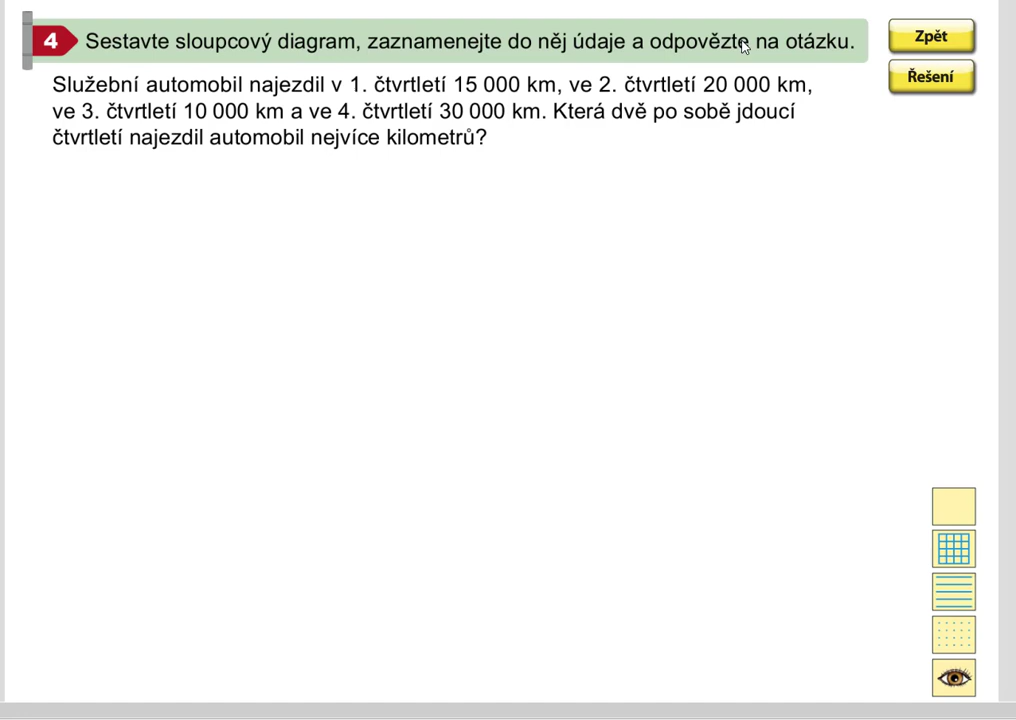 4 Sestavte sloupcový diagram, zaznamenejte do něj údaje a odpovězte na otázku.
Zpět
Řešení
Služební automobil najezdil v 1. čtvrtletí 15 000 km, ve 2. čtvrtletí 20 000 km,
ve 3. čtvrtletí 10 000 km a ve 4. čtvrtletí 30 000 km. Která dvě po sobě jdoucí
čtvrtletí najezdil automobil nejvíce kilometrů?